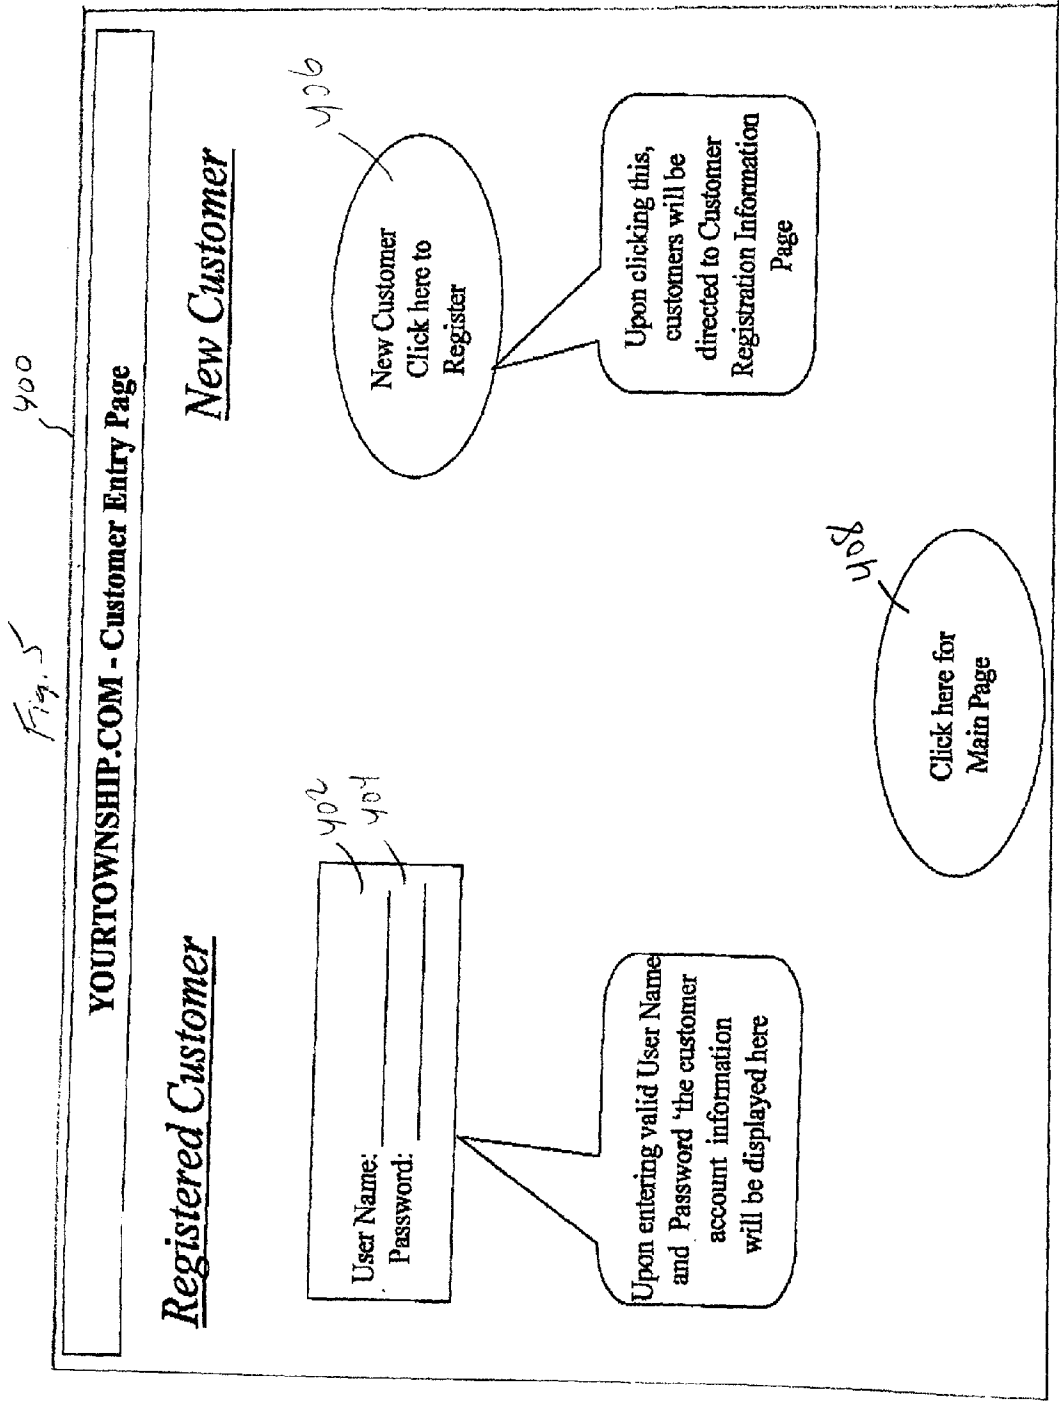 Fig. 5
400
YOURTOWNSHIP.COM - Customer Entry Page
Registered Customer
User Name:
Password:
402
404
Upon entering valid User Name
and Password 'the customer
account information
will be displayed here
New Customer
406
New Customer
Click here to
Register
Upon clicking this,
customers will be
directed to Customer
Registration Information
Page
408
Click here for
Main Page